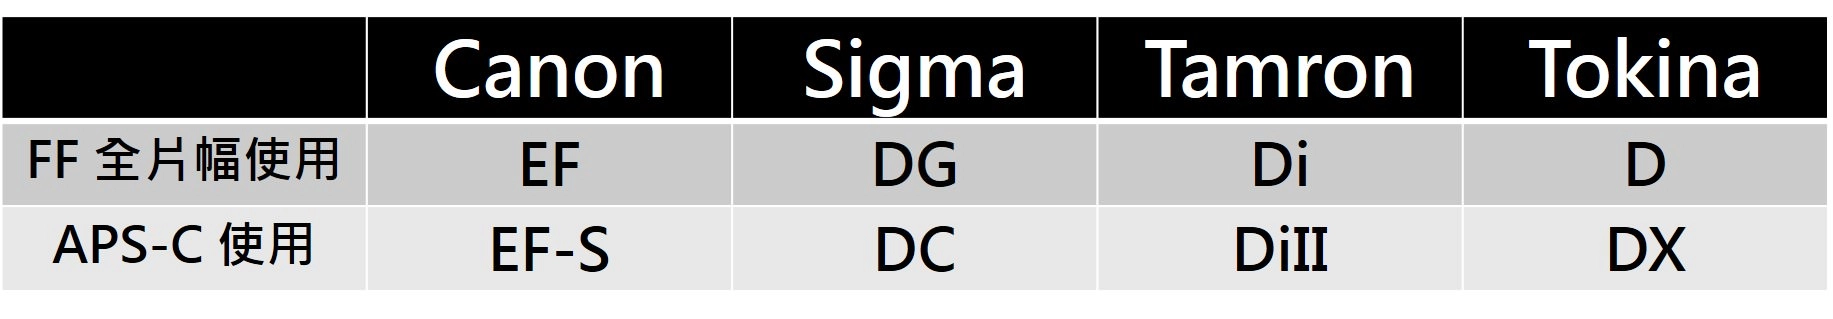 Canon Sigma Tamron Tokina
FF 全片幅使用 EF DG Di D
APS-C 使用 EF-S DC DiII DX